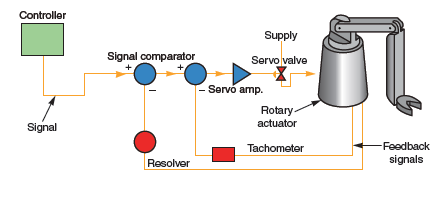 Controller
Supply
Signal comparator
Servo valve
+
+
−
− Servo amp.
Rotary
actuator
Signal
Tachometer
Feedback
signals
Resolver